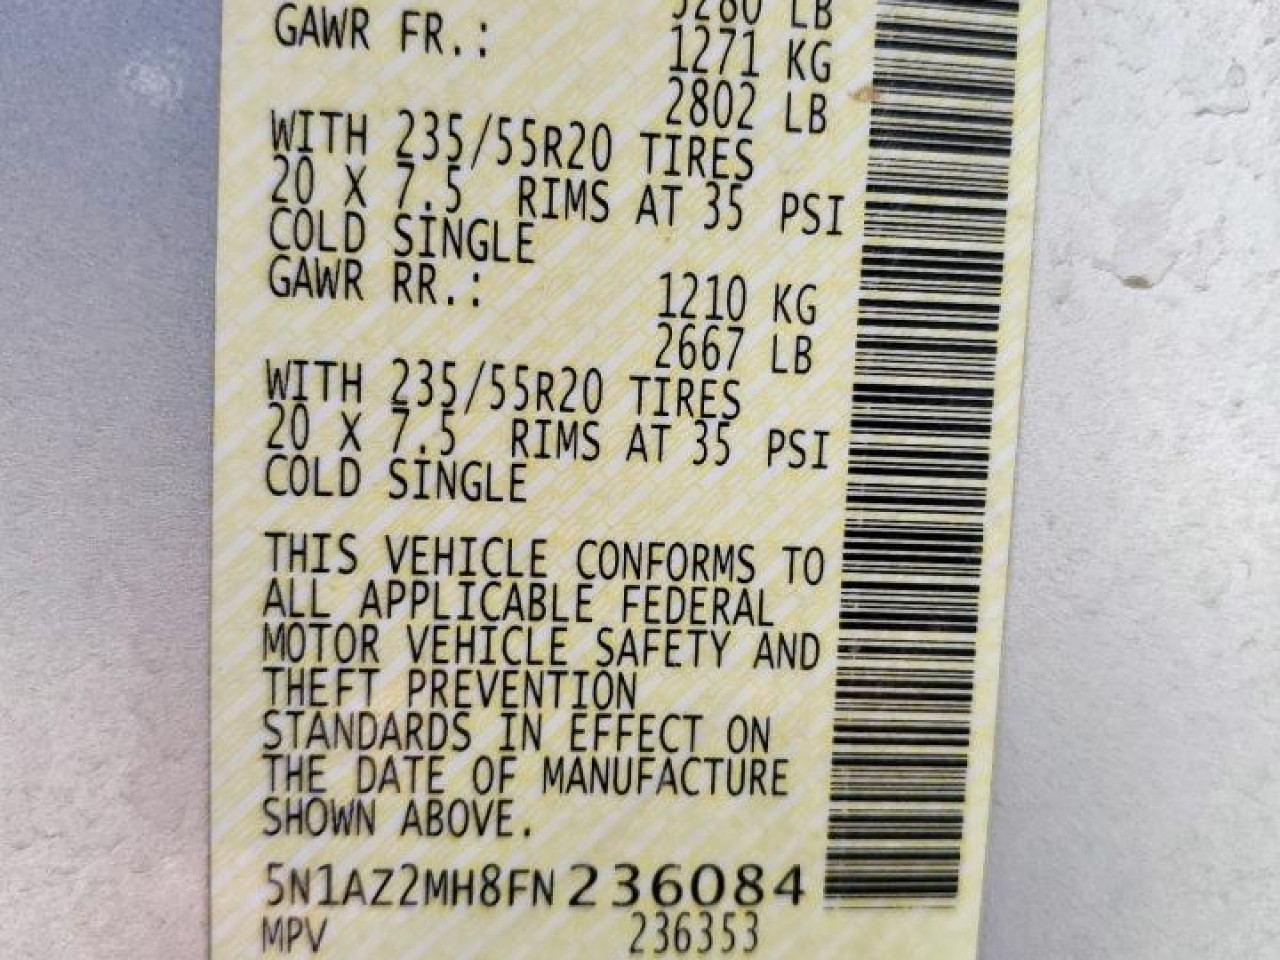 5280 LB
GAWR FR.: 1271 KG
2802 LB
WITH 235/55R20 TIRES
20 X 7.5 RIMS AT 35 PSI
COLD SINGLE
GAWR RR.: 1210 KG
2667 LB
WITH 235/55R20 TIRES
20 X 7.5 RIMS AT 35 PSI
COLD SINGLE
THIS VEHICLE CONFORMS TO
ALL APPLICABLE FEDERAL
MOTOR VEHICLE SAFETY AND
THEFT PREVENTION
STANDARDS IN EFFECT ON
THE DATE OF MANUFACTURE
SHOWN ABOVE.
5N1AZ2MH8FN236084
MPV 236353